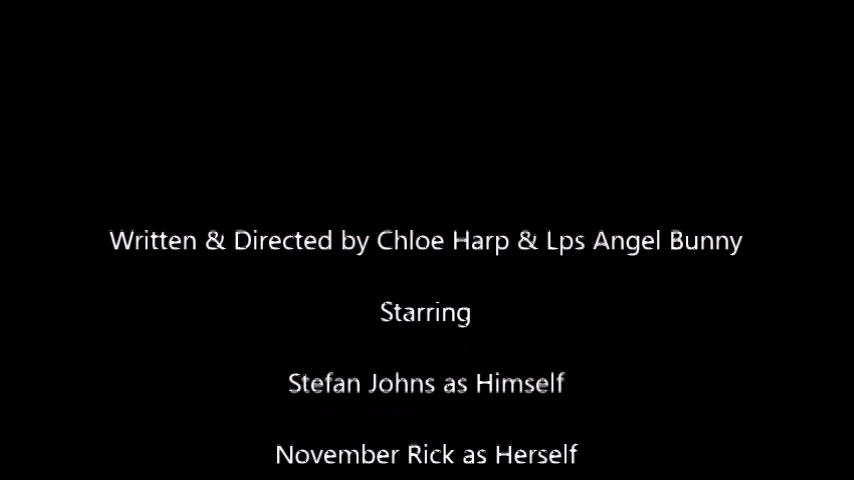 Written & Directed by Chloe Harp & Lps Angel Bunny
Starring
Stefan Johns as Himself
November Rick as Herself